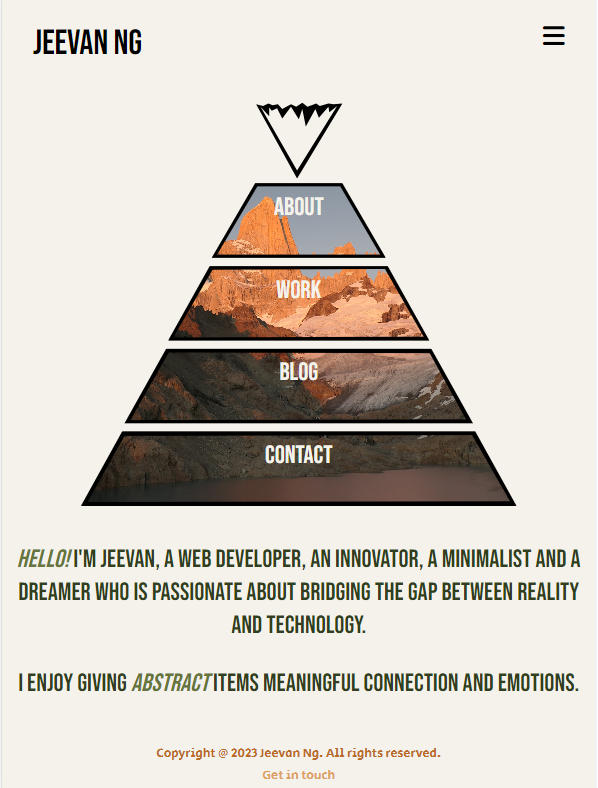 JEEVAN NG
ABOUT
WORK
BLOG
CONTACT
HELLO! I'M JEEVAN, A WEB DEVELOPER, AN INNOVATOR, A MINIMALIST AND A
DREAMER WHO IS PASSIONATE ABOUT BRIDGING THE GAP BETWEEN REALITY
AND TECHNOLOGY.
I ENJOY GIVING ABSTRACT ITEMS MEANINGFUL CONNECTION AND EMOTIONS.
Copyright @ 2023 Jeevan Ng. All rights reserved.
Get in touch